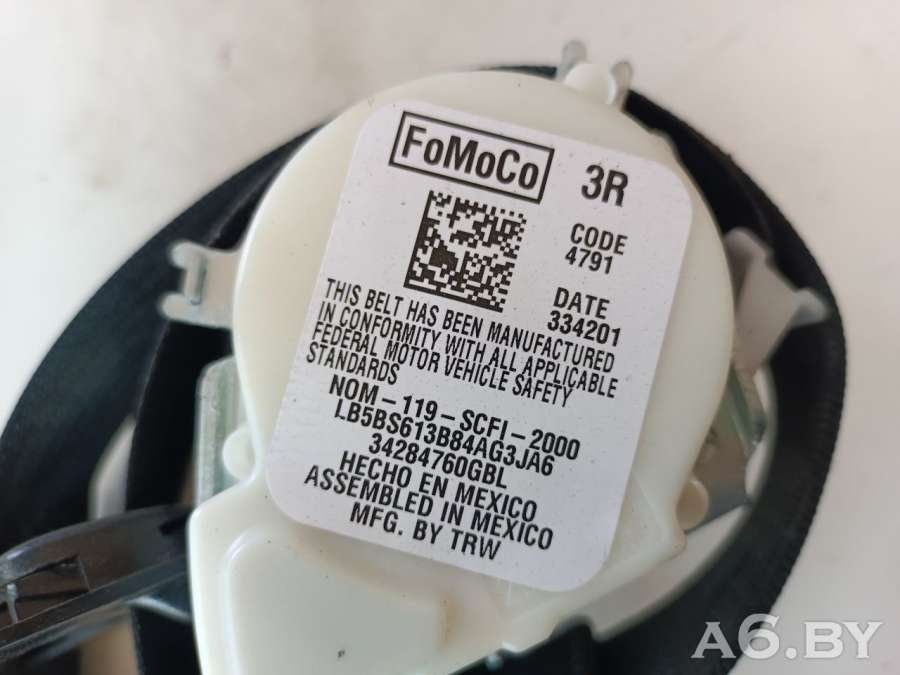 FoMoCo
3R
CODE
4791
DATE
334201
THIS BELT HAS BEEN MANUFACTURED
IN CONFORMITY WITH ALL APPLICABLE
FEDERAL MOTOR VEHICLE SAFETY
STANDARDS
NOM-119-SCFI-2000
LB5BS613B84AG3JA6
34284760GBL
HECHO EN MEXICO
ASSEMBLED IN MEXICO
MFG. BY TRW
A6.BY